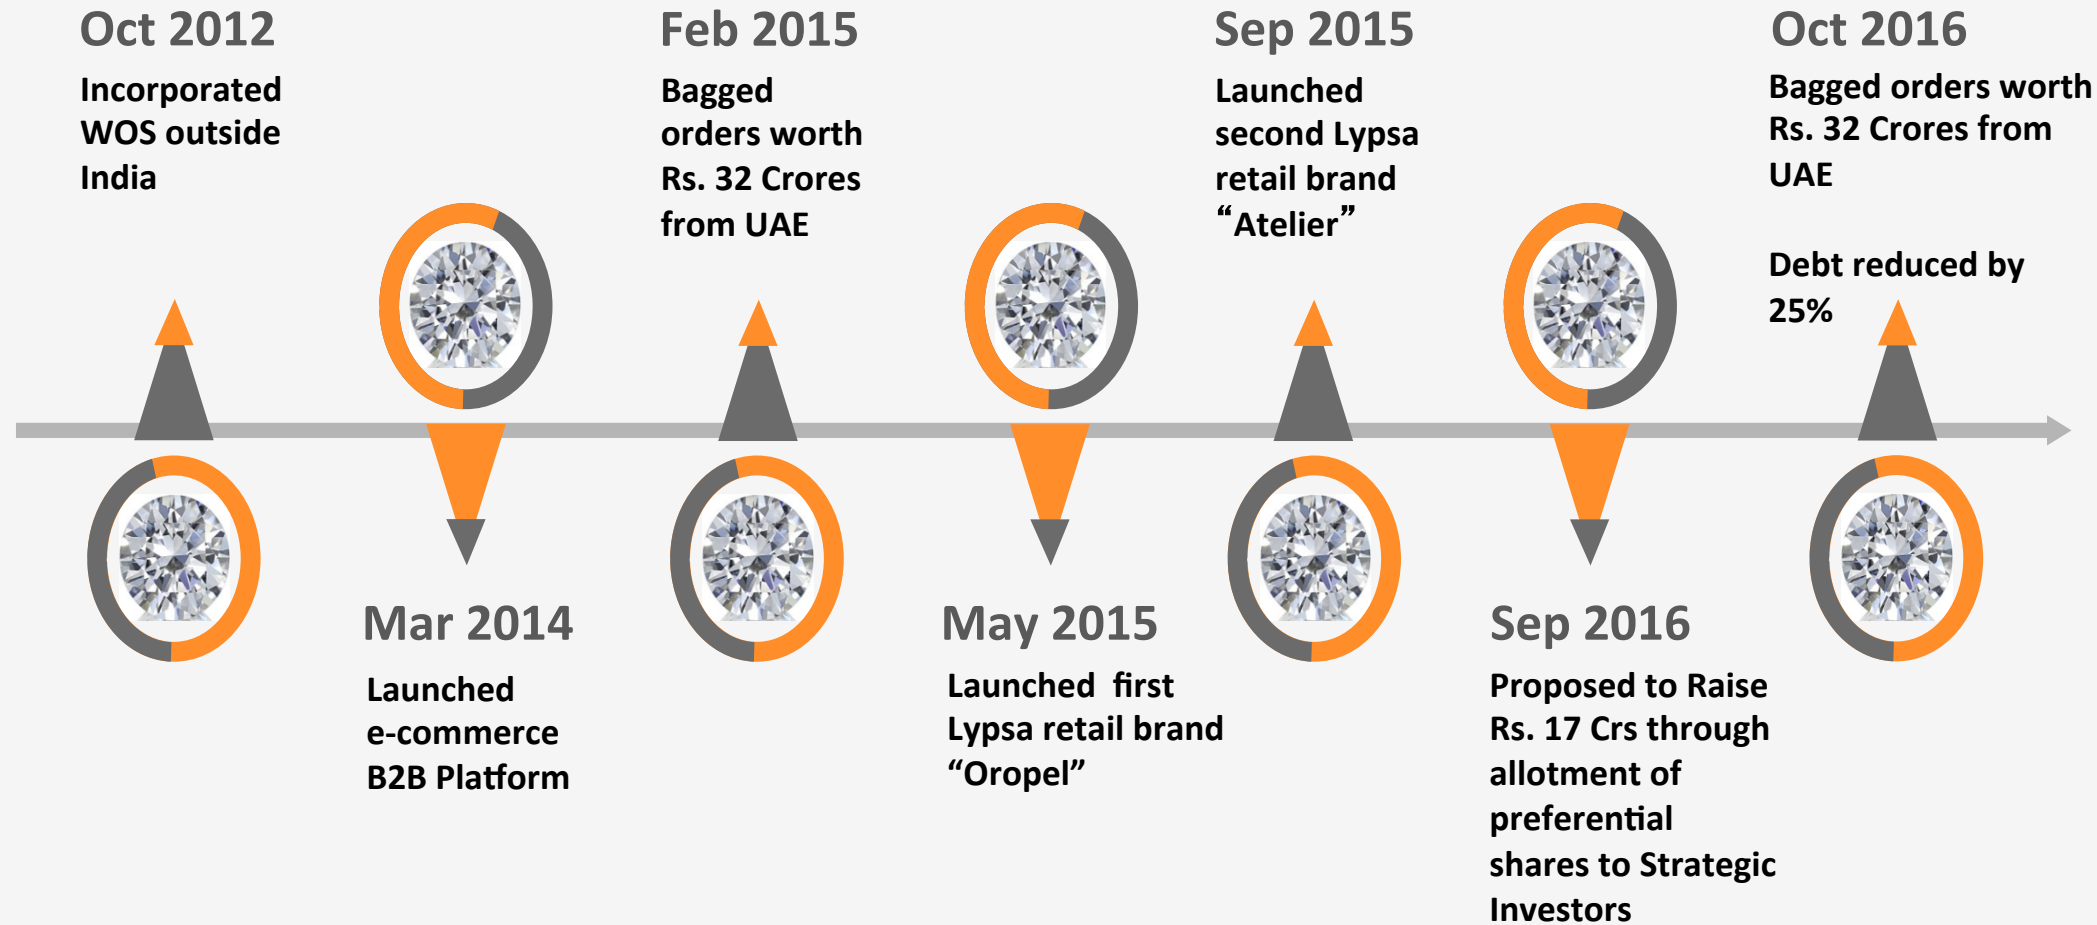 Oct 2012
Incorporated
WOS outside
India
Mar 2014
Launched
e-commerce
B2B Platform
Feb 2015
Bagged
orders worth
Rs. 32 Crores
from UAE
May 2015
Launched first
Lypsa retail brand
“Oropel”
Sep 2015
Launched
second Lypsa
retail brand
“Atelier”
Sep 2016
Proposed to Raise
Rs. 17 Crs through
allotment of
preferential
shares to Strategic
Investors
Oct 2016
Bagged orders worth
Rs. 32 Crores from
UAE
Debt reduced by
25%